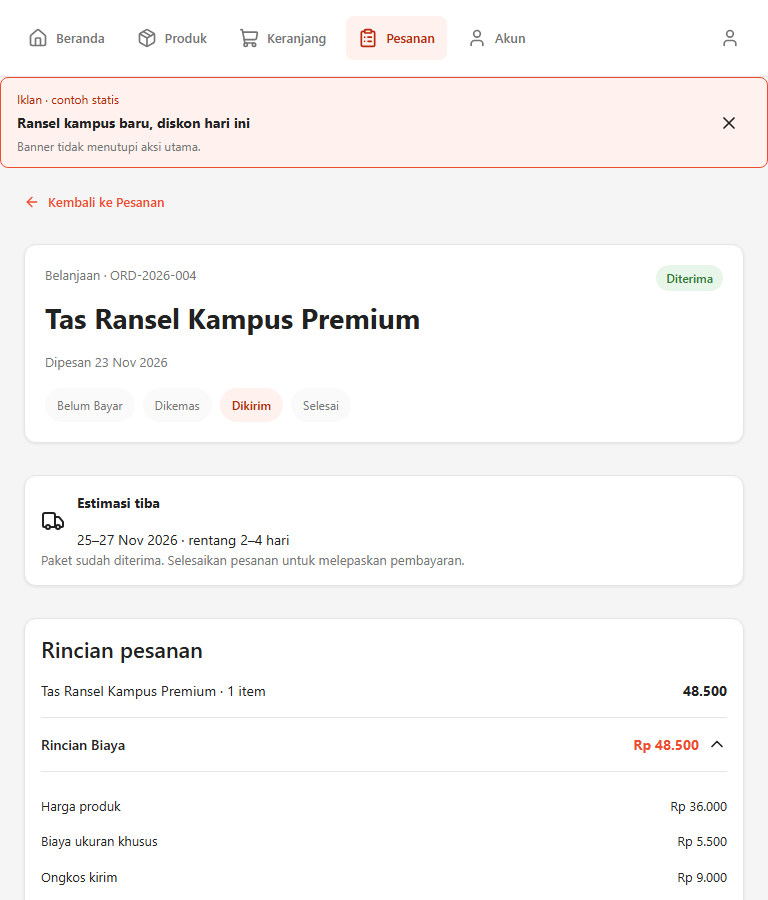 Beranda
Produk
Keranjang
Pesanan
Akun
Iklan · contoh statis
Ransel kampus baru, diskon hari ini
Banner tidak menutupi aksi utama.
Kembali ke Pesanan
Belanjaan · ORD-2026-004
Diterima
Tas Ransel Kampus Premium
Dipesan 23 Nov 2026
Belum Bayar
Dikemas
Dikirim
Selesai
Estimasi tiba
25–27 Nov 2026 · rentang 2–4 hari
Paket sudah diterima. Selesaikan pesanan untuk melepaskan pembayaran.
Rincian pesanan
Tas Ransel Kampus Premium · 1 item 48.500
Rincian Biaya Rp 48.500
Harga produk Rp 36.000
Biaya ukuran khusus Rp 5.500
Ongkos kirim Rp 9.000